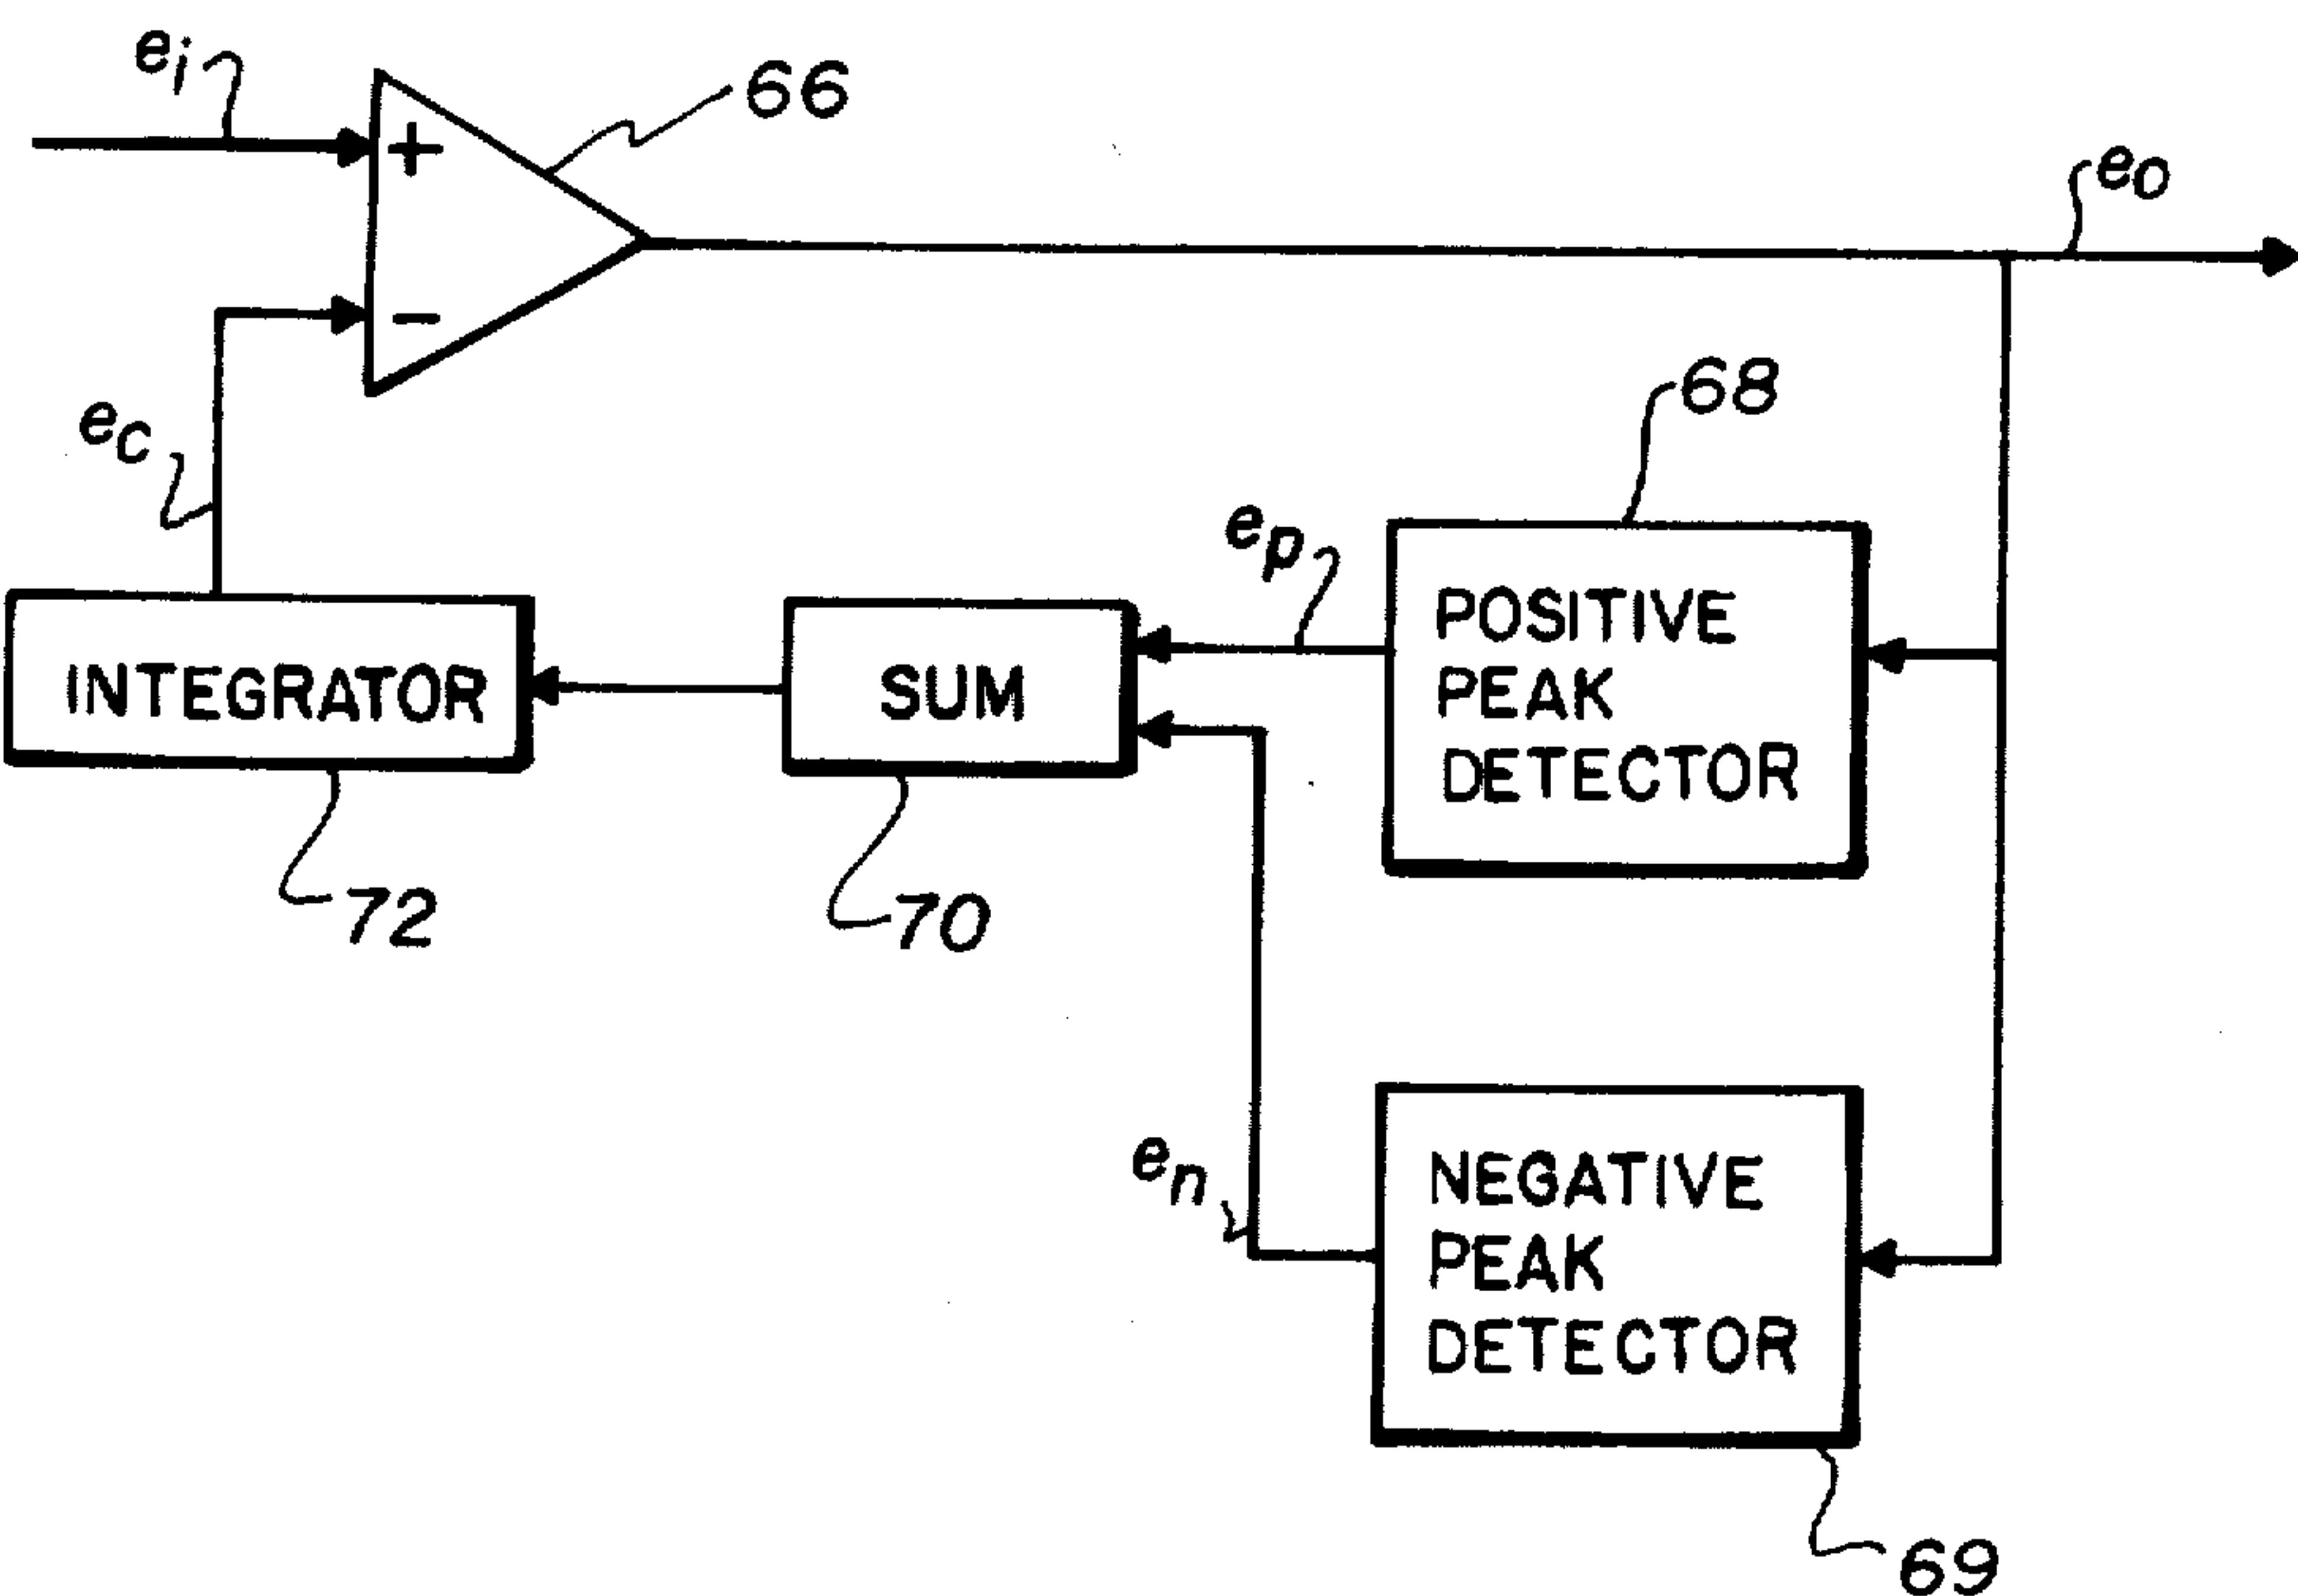 ei
66
+
eo
−
68
ec
ep
POSITIVE
PEAK
DETECTOR
SUM
INTEGRATOR
72
70
en
NEGATIVE
PEAK
DETECTOR
69